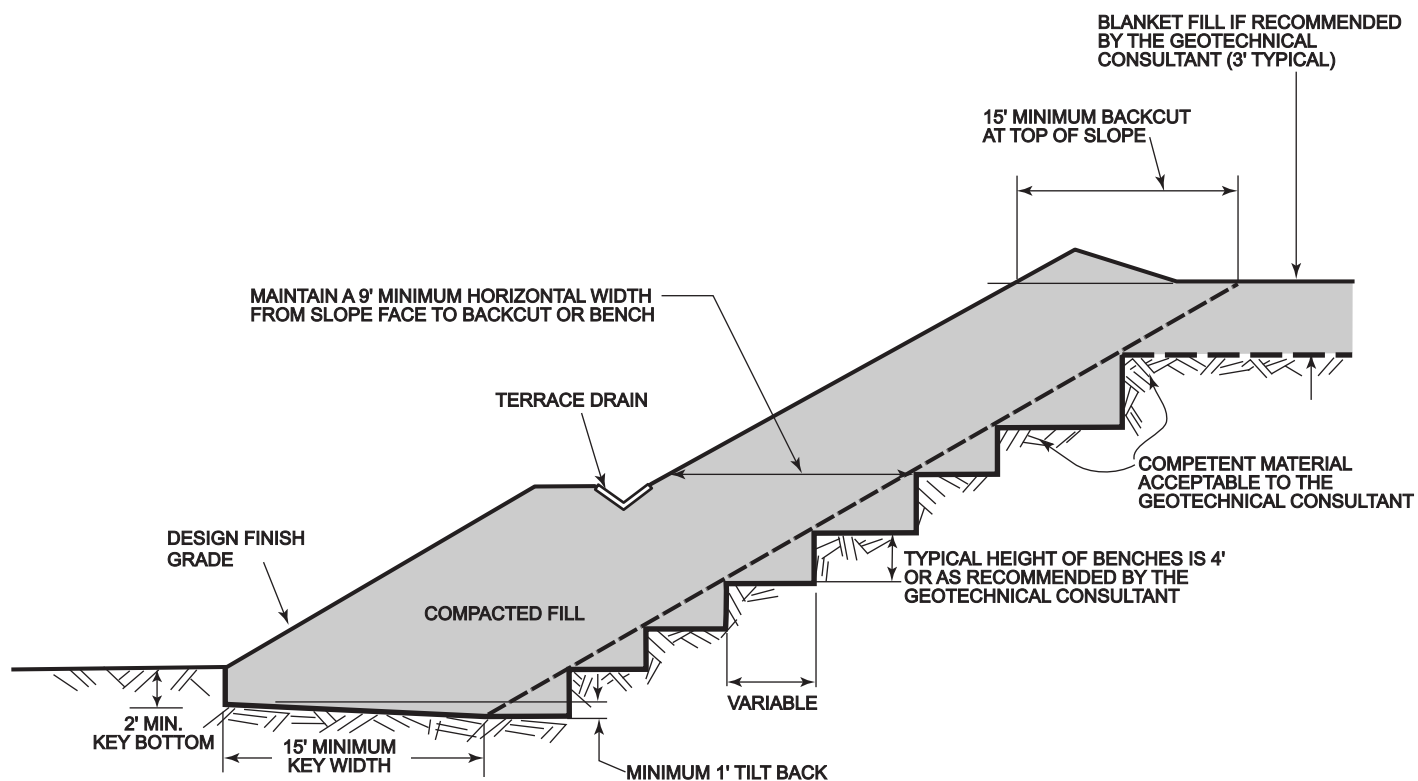 BLANKET FILL IF RECOMMENDED
BY THE GEOTECHNICAL
CONSULTANT (3' TYPICAL)
15' MINIMUM BACKCUT
AT TOP OF SLOPE
MAINTAIN A 9' MINIMUM HORIZONTAL WIDTH
FROM SLOPE FACE TO BACKCUT OR BENCH
TERRACE DRAIN
COMPETENT MATERIAL
ACCEPTABLE TO THE
GEOTECHNICAL CONSULTANT
DESIGN FINISH
GRADE
TYPICAL HEIGHT OF BENCHES IS 4'
OR AS RECOMMENDED BY THE
GEOTECHNICAL CONSULTANT
COMPACTED FILL
VARIABLE
2' MIN.
KEY BOTTOM
15' MINIMUM
KEY WIDTH
MINIMUM 1' TILT BACK